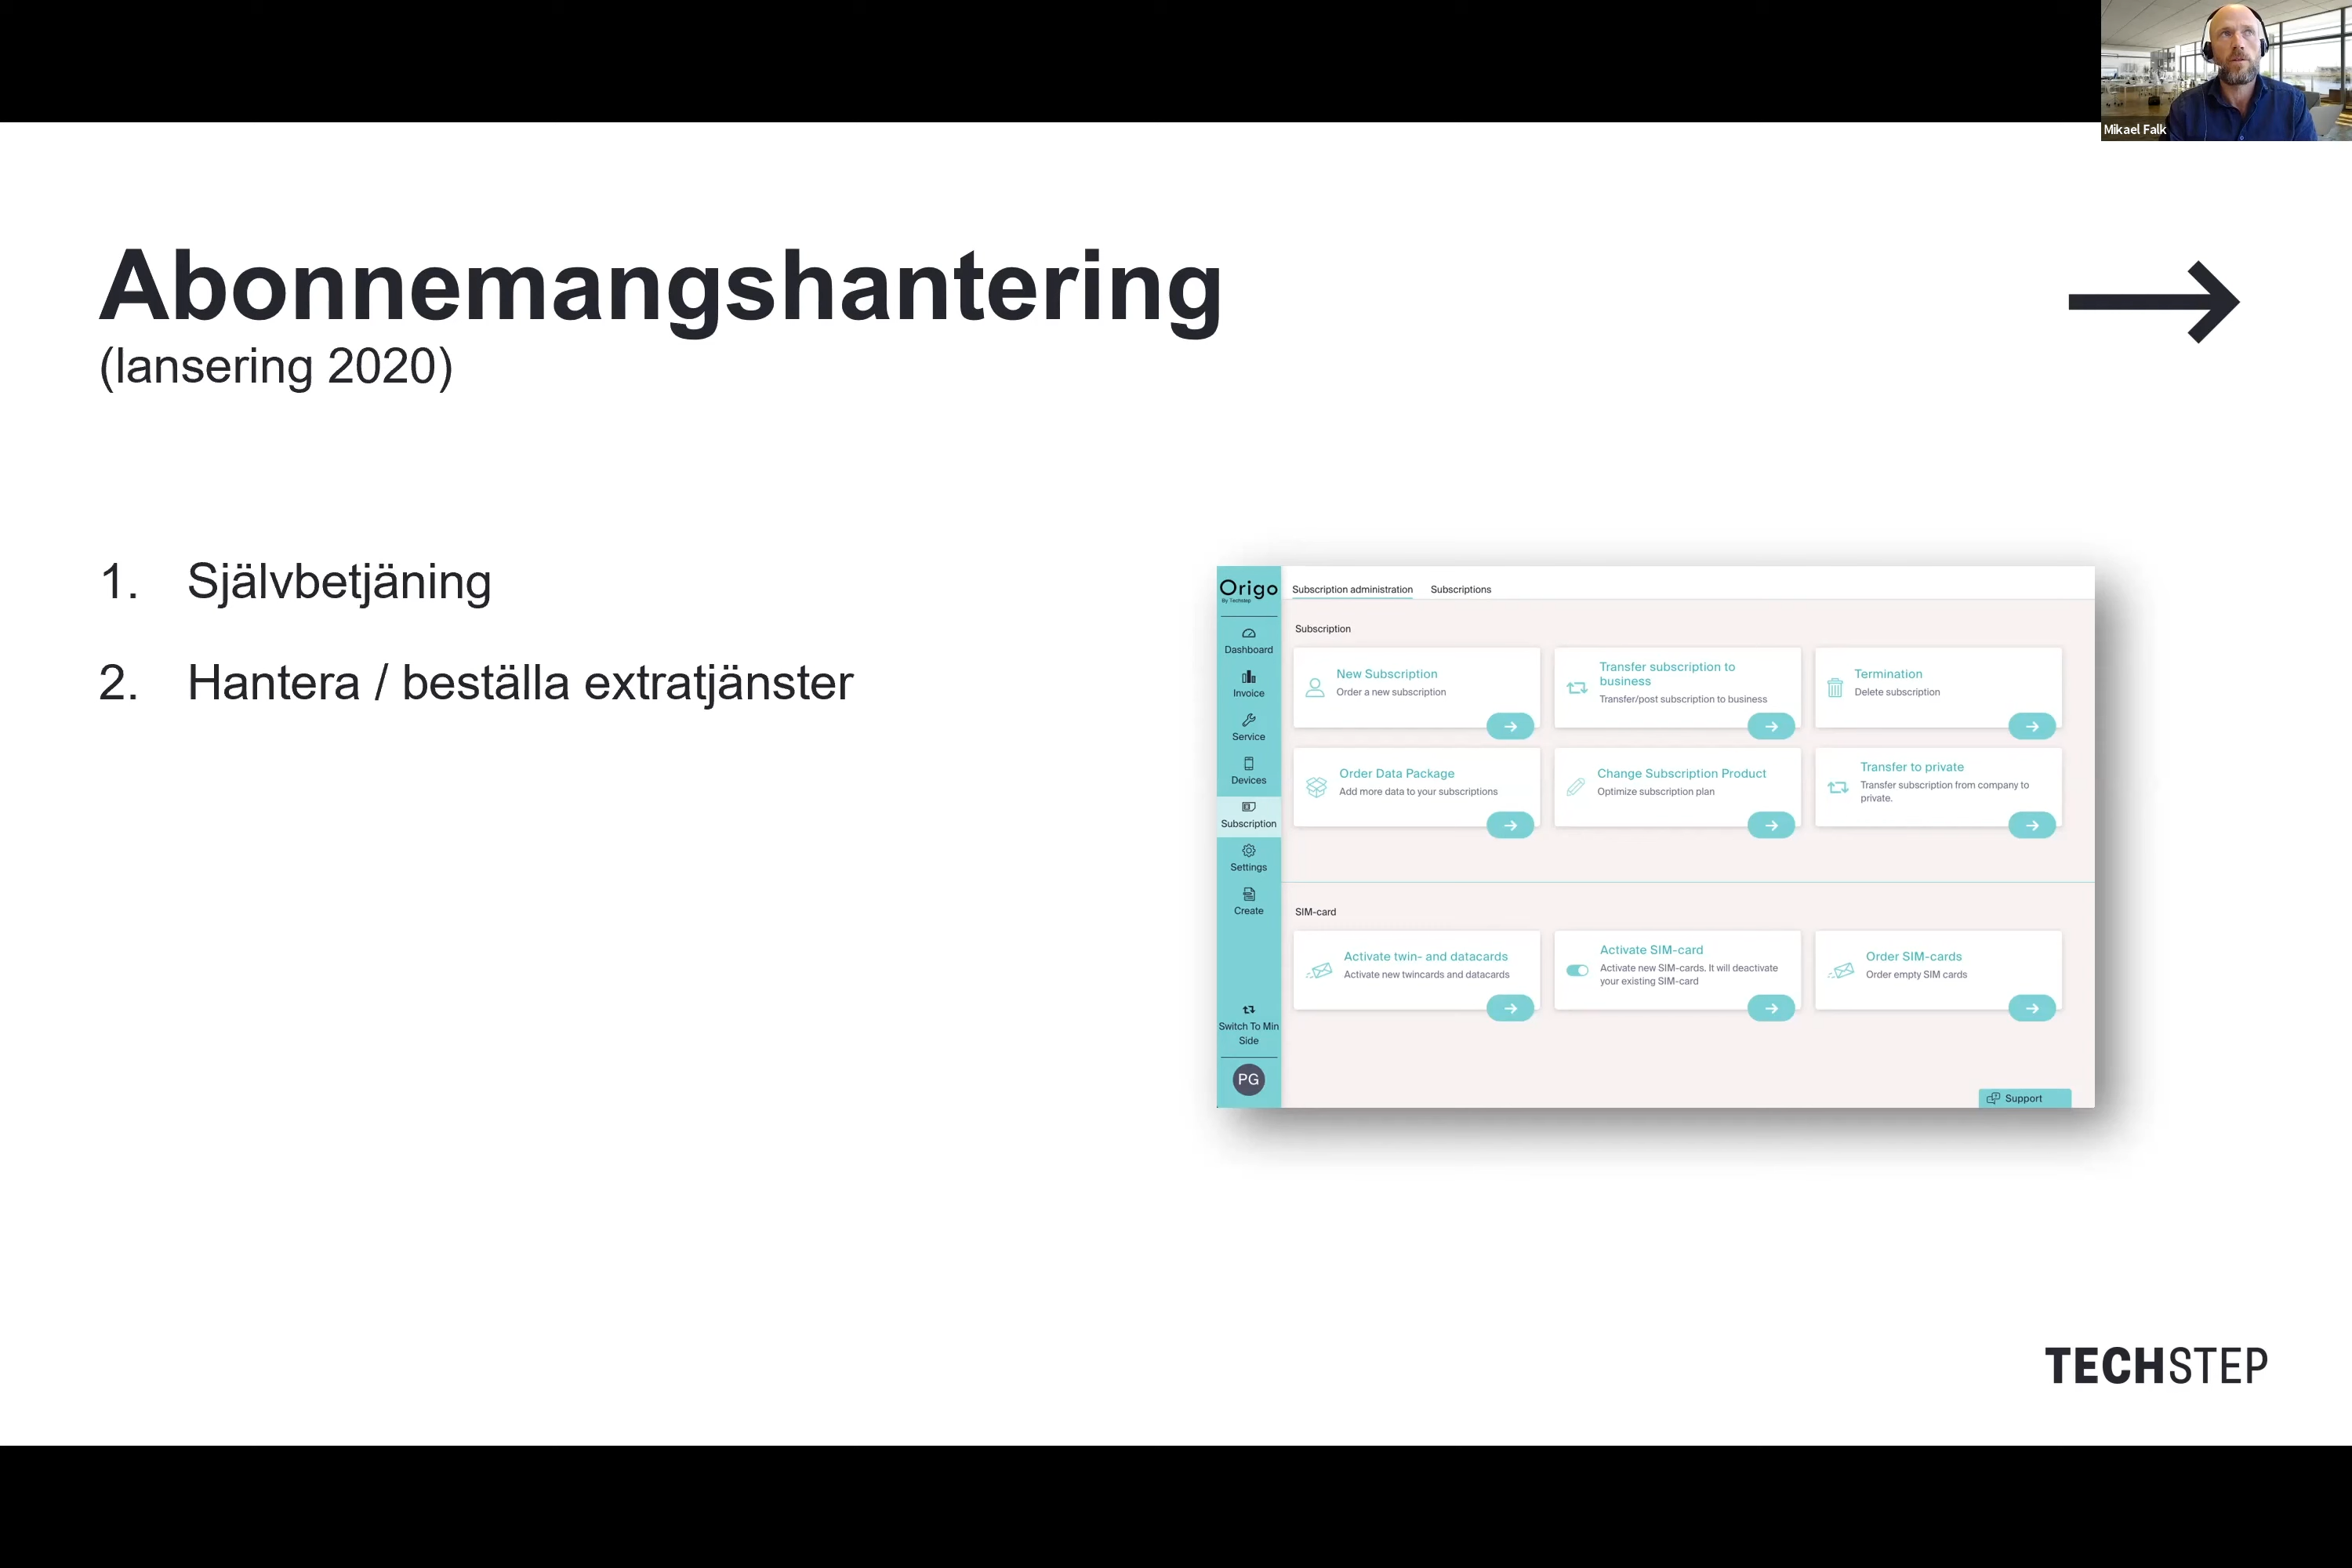 Mikael Falk
Abonnemangshantering
(lansering 2020)
1. Självbetjäning
2. Hantera / beställa extratjänster
Origo
By Techstep
Dashboard
Invoice
Service
Devices
Subscription
Settings
Create
Switch To Min
Side
PG
Subscription administration Subscriptions
Subscription
New Subscription
Order a new subscription
Transfer subscription to
business
Transfer/post subscription to business
Termination
Delete subscription
Order Data Package
Add more data to your subscriptions
Change Subscription Product
Optimize subscription plan
Transfer to private
Transfer subscription from company to
private.
SIM-card
Activate twin- and datacards
Activate new twincards and datacards
Activate SIM-card
Activate new SIM-cards. It will deactivate
your existing SIM-card
Order SIM-cards
Order empty SIM cards
Support
TECHSTEP